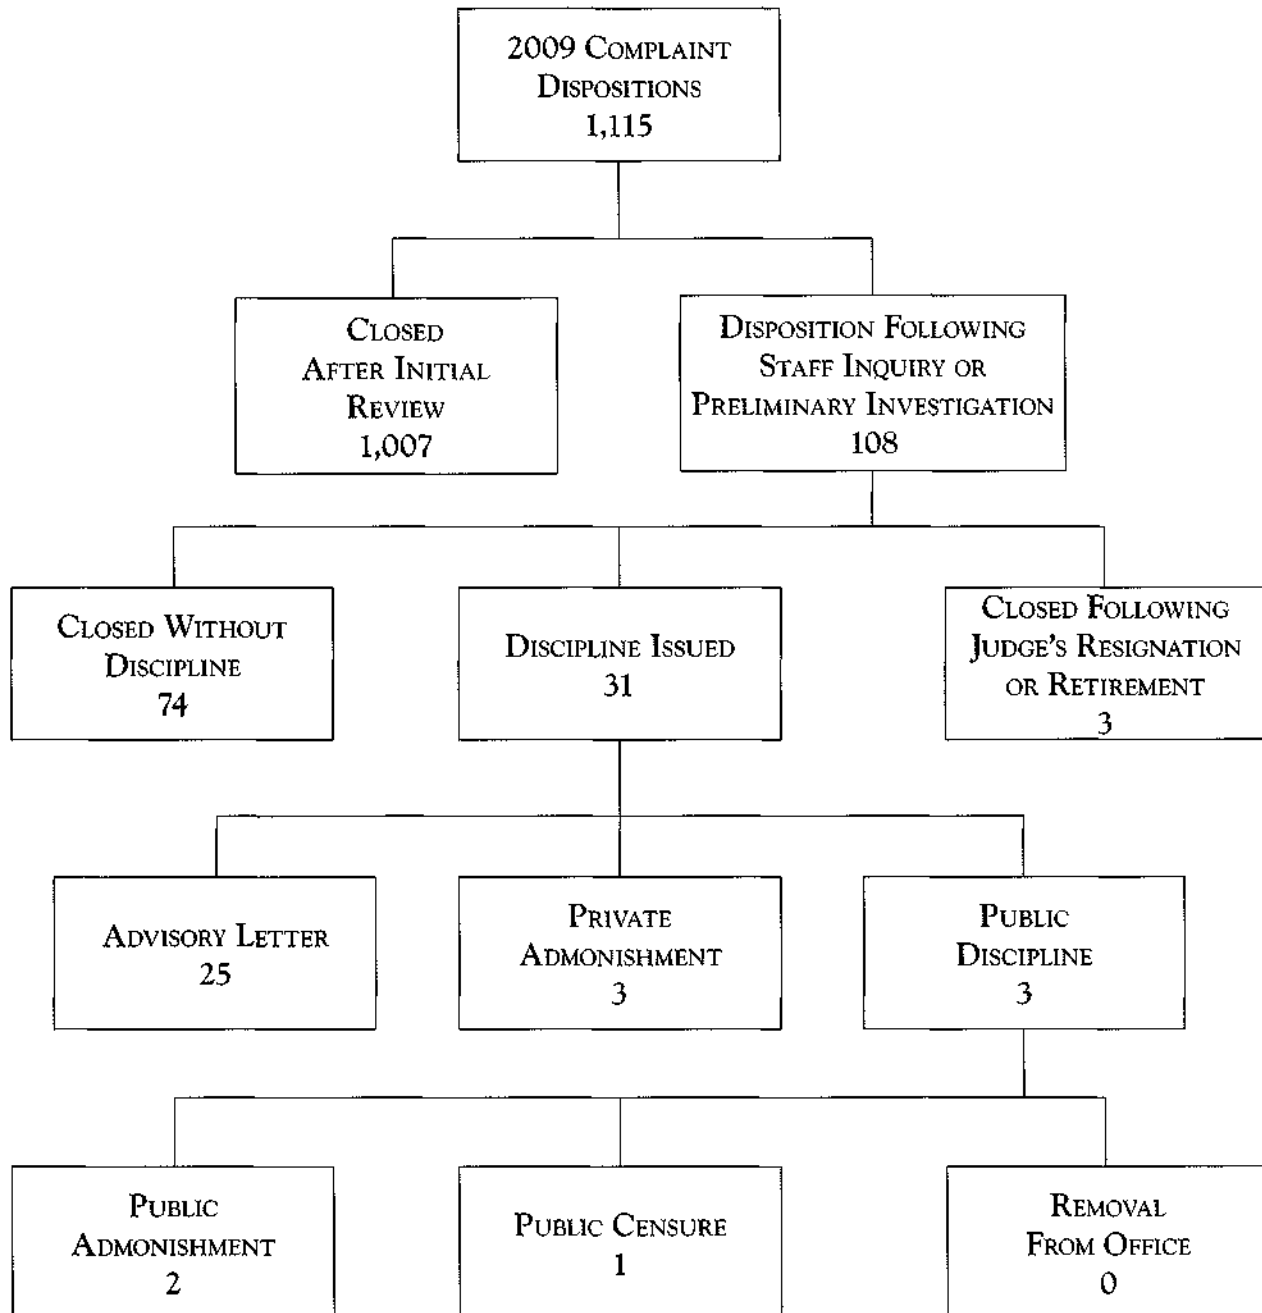 2009 COMPLAINT
DISPOSITIONS
1,115
CLOSED
AFTER INITIAL
REVIEW
1,007
DISPOSITION FOLLOWING
STAFF INQUIRY OR
PRELIMINARY INVESTIGATION
108
CLOSED WITHOUT
DISCIPLINE
74
DISCIPLINE ISSUED
31
CLOSED FOLLOWING
JUDGE'S RESIGNATION
OR RETIREMENT
3
ADVISORY LETTER
25
PRIVATE
ADMONISHMENT
3
PUBLIC
DISCIPLINE
3
PUBLIC
ADMONISHMENT
2
PUBLIC CENSURE
1
REMOVAL
FROM OFFICE
0